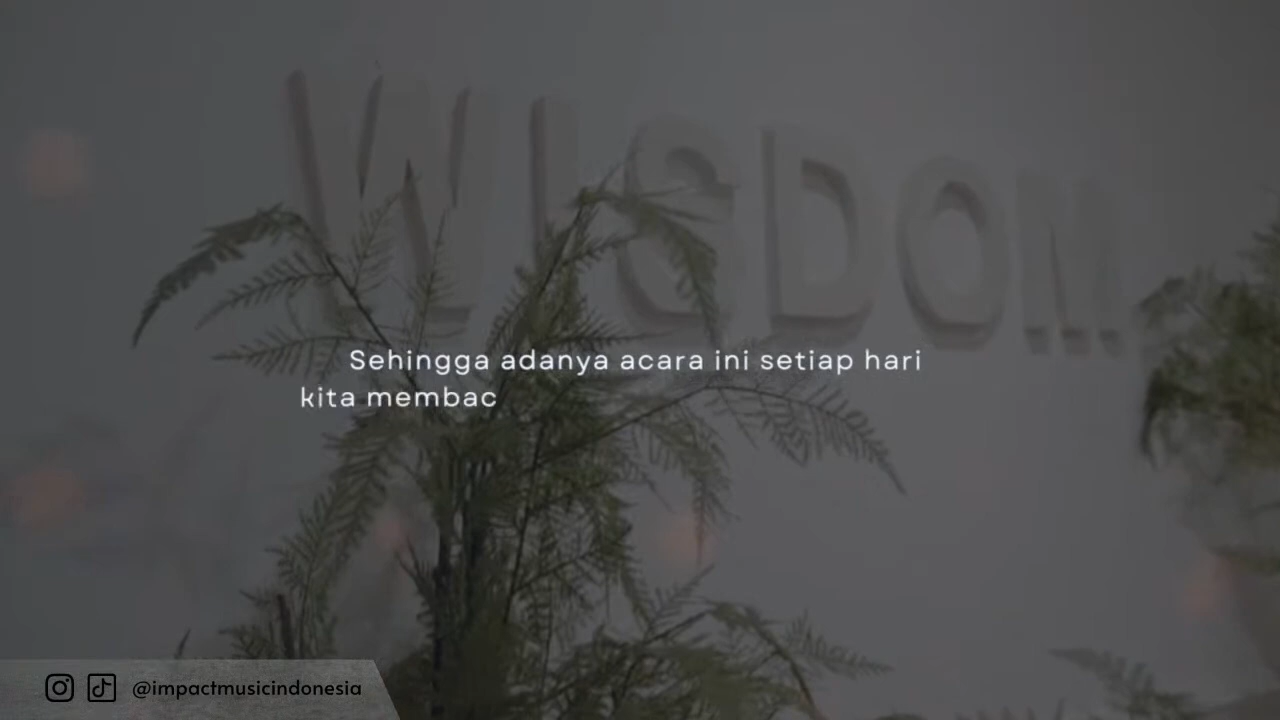 WISDOM
Sehingga adanya acara ini setiap hari
kita membac
@impactmusicindonesia